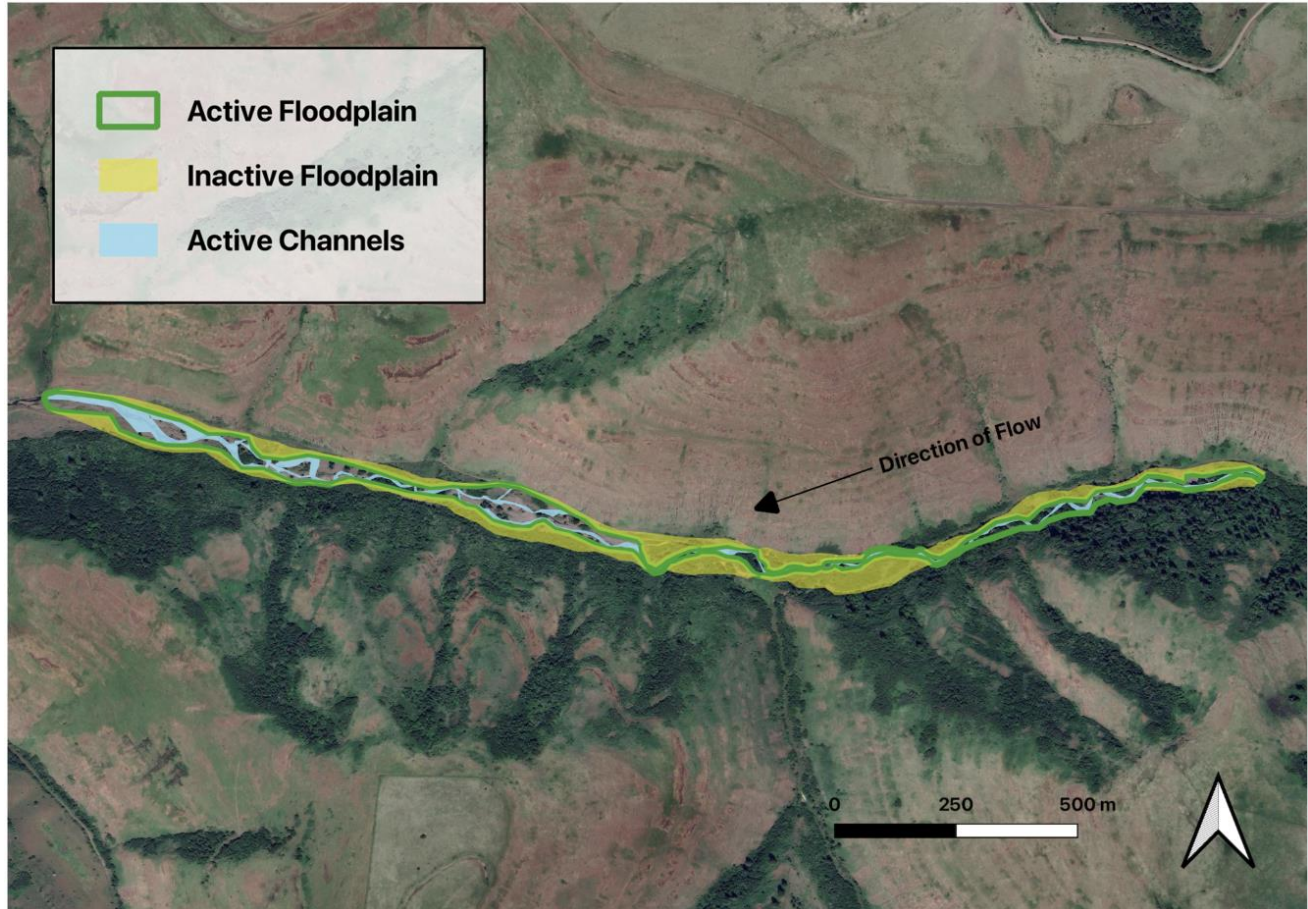 Active Floodplain
Inactive Floodplain
Active Channels
Direction of Flow
0 250 500 m